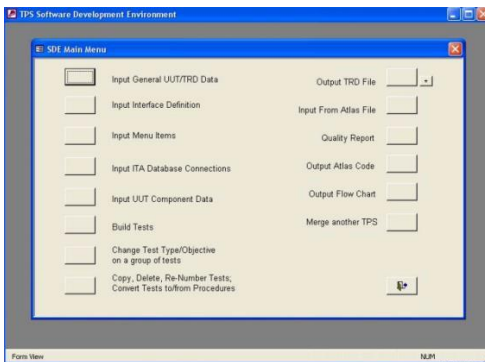 TPS Software Development Environment
SDE Main Menu
Input General UUT/TRD Data
Input Interface Definition
Input Menu Items
Input ITA Database Connections
Input UUT Component Data
Build Tests
Change Test Type/Objective
on a group of tests
Copy, Delete, Re-Number Tests;
Convert Tests to/from Procedures
Output TRD File
Input From Atlas File
Quality Report
Output Atlas Code
Output Flow Chart
Merge another TPS
Form View
NUM